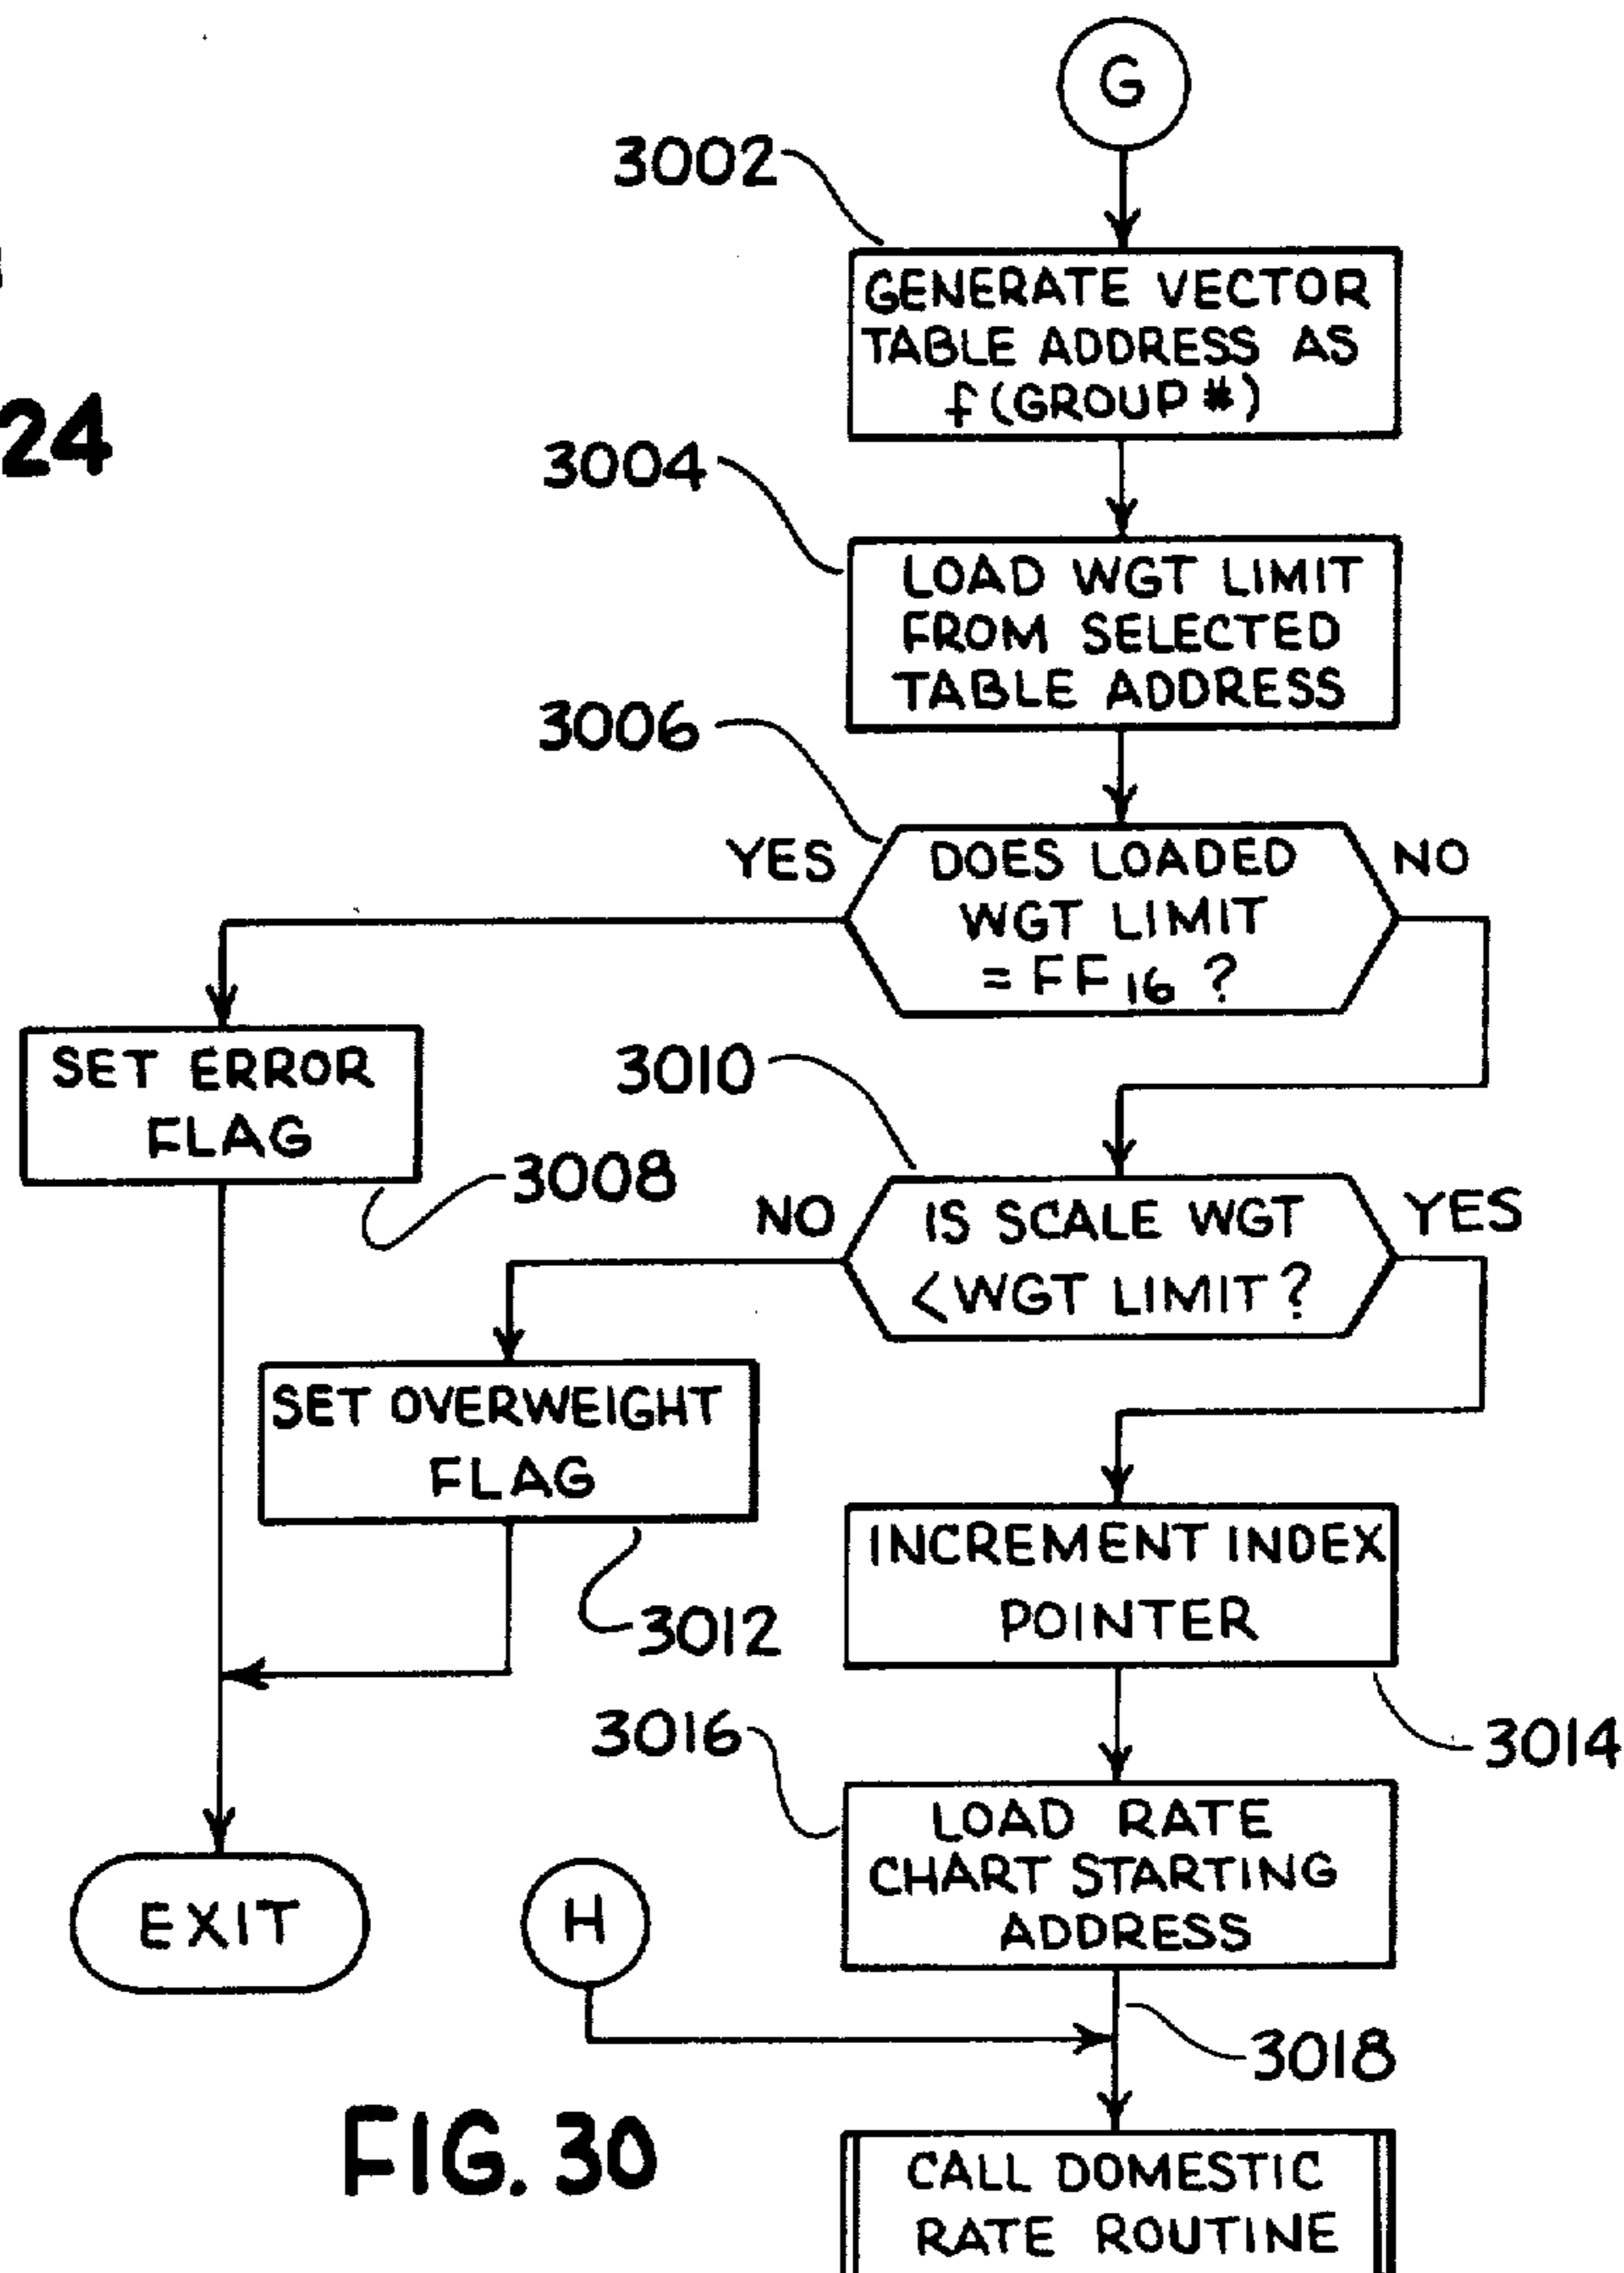 G
3002
GENERATE VECTOR
TABLE ADDRESS AS
f(GROUP #)
24
3004
LOAD WGT LIMIT
FROM SELECTED
TABLE ADDRESS
3006
YES
DOES LOADED
WGT LIMIT
= FF₁₆ ?
NO
SET ERROR
FLAG
3008
3010
NO
IS SCALE WGT
< WGT LIMIT ?
YES
SET OVERWEIGHT
FLAG
3012
INCREMENT INDEX
POINTER
3014
3016
LOAD RATE
CHART STARTING
ADDRESS
EXIT
H
3018
FIG. 30
CALL DOMESTIC
RATE ROUTINE